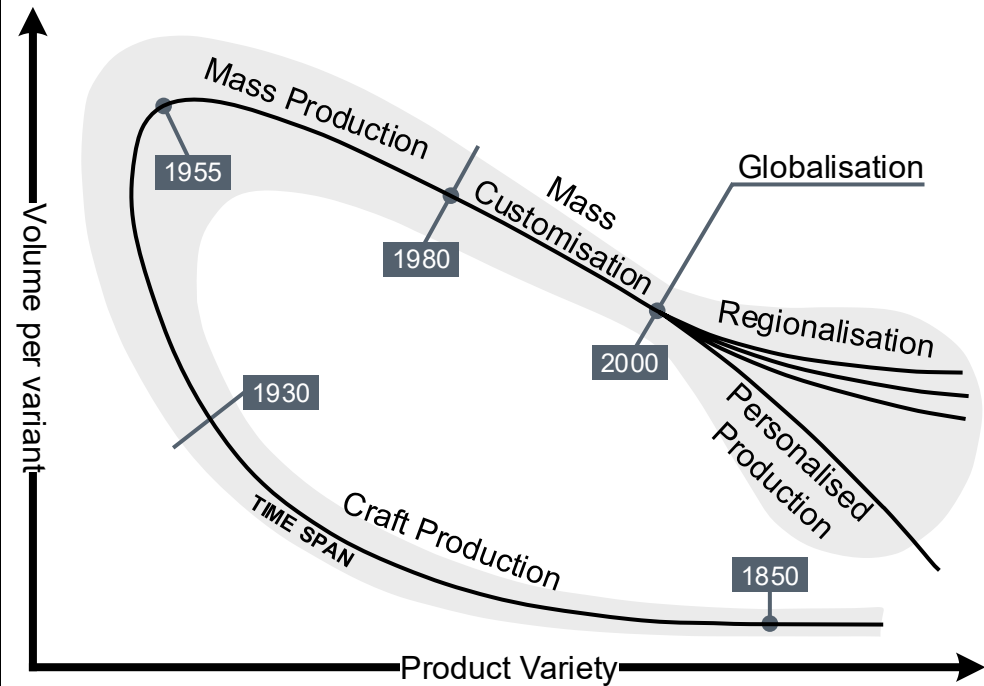 Mass Production
1955
Globalisation
Mass
Customisation
1980
Volume per variant
Regionalisation
2000
1930
Personalised
Production
Craft Production
TIME SPAN
1850
Product Variety